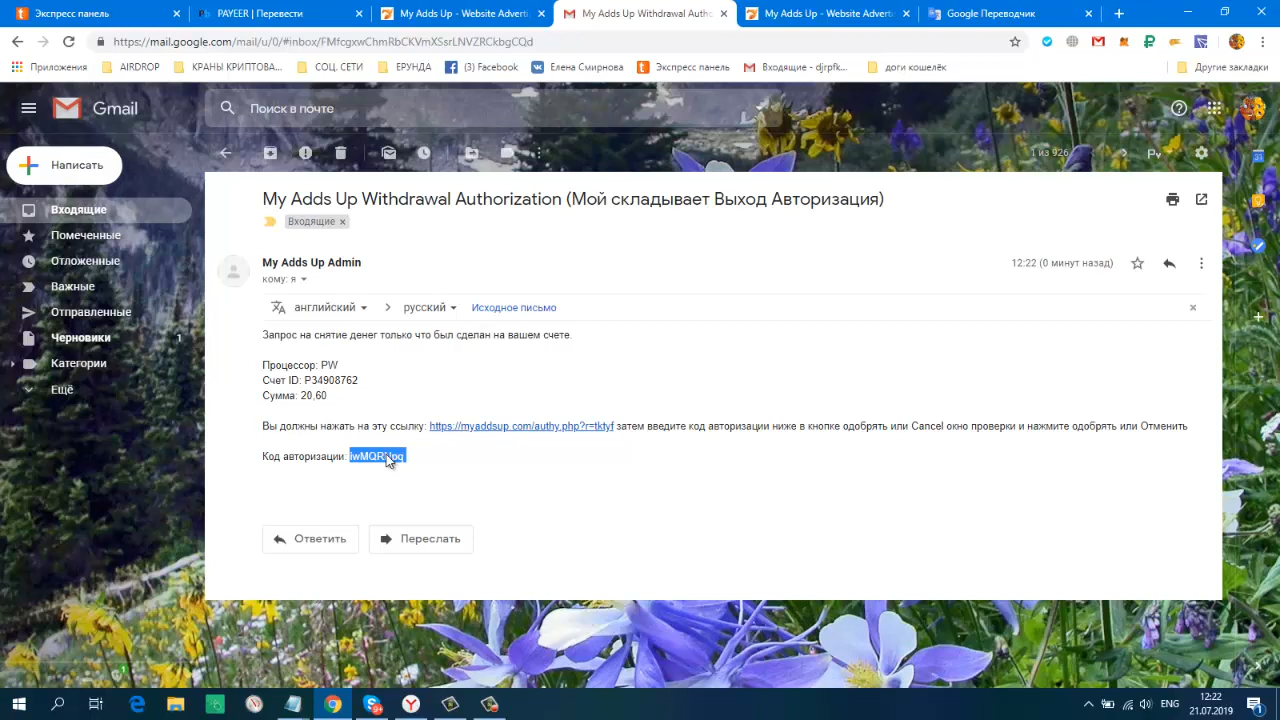 Экспресс панель
PAYEER | Перевести
My Adds Up - Website Adverti
My Adds Up Withdrawal Autho
My Adds Up - Website Adverti
Google Переводчик
https://mail.google.com/mail/u/0/#inbox/FMfcgxwChmRbCKVmXSsrLNVZRCkbgCQd
Приложения
AIRDROP
КРАНЫ КРИПТОВА...
СОЦ. СЕТИ
ЕРУНДА
(3) Facebook
Елена Смирнова
Экспресс панель
Входящие - djrpfk...
доги кошелёк
Другие закладки
Gmail
Поиск в почте
Написать
1 из 926
Ру
Входящие
Помеченные
Отложенные
Важные
Отправленные
Черновики 1
Категории
Ещё
My Adds Up Withdrawal Authorization (Мой складывает Выход Авторизация)
Входящие
My Adds Up Admin
12:22 (0 минут назад)
кому: я
английский
русский
Исходное письмо
Запрос на снятие денег только что был сделан на вашем счете.
Процессор: PW
Счет ID: P34908762
Сумма: 20,60
Вы должны нажать на эту ссылку: https://myaddsup.com/authy.php?r=tktyf затем введите код авторизации ниже в кнопке одобрять или Cancel окно проверки и нажмите одобрять или Отменить
Код авторизации:
Ответить
Переслать
ENG
12:22
21.07.2019